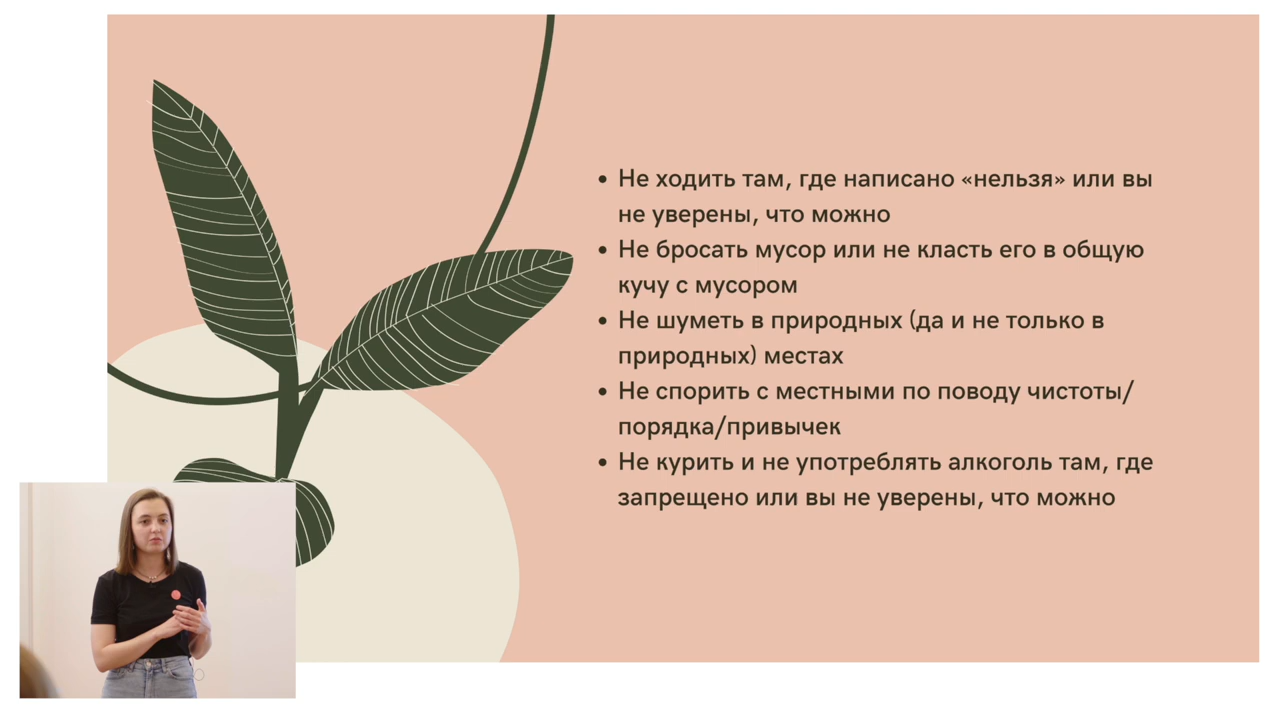 • Не ходить там, где написано «нельзя» или вы
не уверены, что можно
• Не бросать мусор или не класть его в общую
кучу с мусором
• Не шуметь в природных (да и не только в
природных) местах
• Не спорить с местными по поводу чистоты/
порядка/привычек
• Не курить и не употреблять алкоголь там, где
запрещено или вы не уверены, что можно